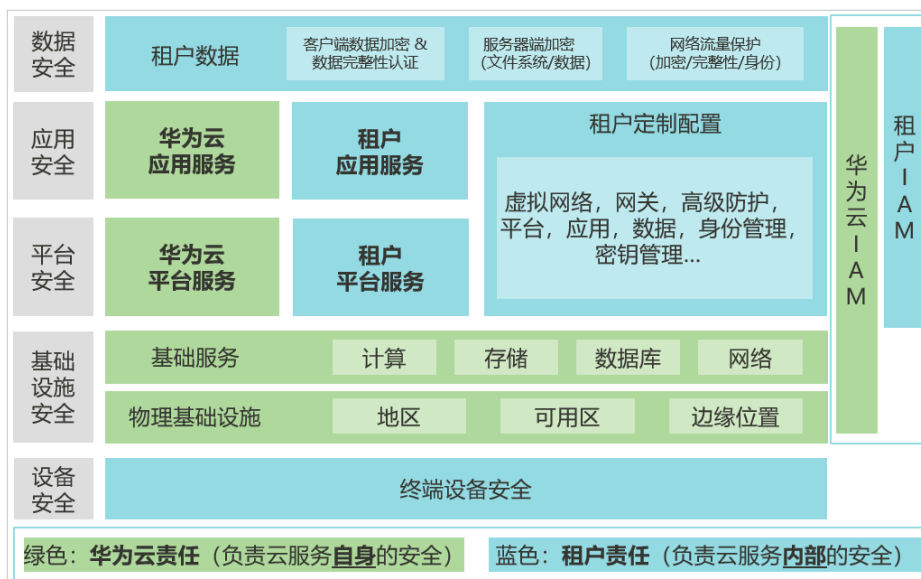 数据
安全
租户数据
客户端数据加密 &
数据完整性认证
服务器端加密
(文件系统/数据)
网络流量保护
(加密/完整性/身份)
应用
安全
华为云
应用服务
租户
应用服务
租户定制配置
虚拟网络，网关，高级防护，
平台，应用，数据，身份管理，
密钥管理...
平台
安全
华为云
平台服务
租户
平台服务
基础
设施
安全
基础服务
计算
存储
数据库
网络
物理基础设施
地区
可用区
边缘位置
设备
安全
终端设备安全
华为云IAM
租户IAM
绿色：华为云责任（负责云服务自身的安全）
蓝色：租户责任（负责云服务内部的安全）